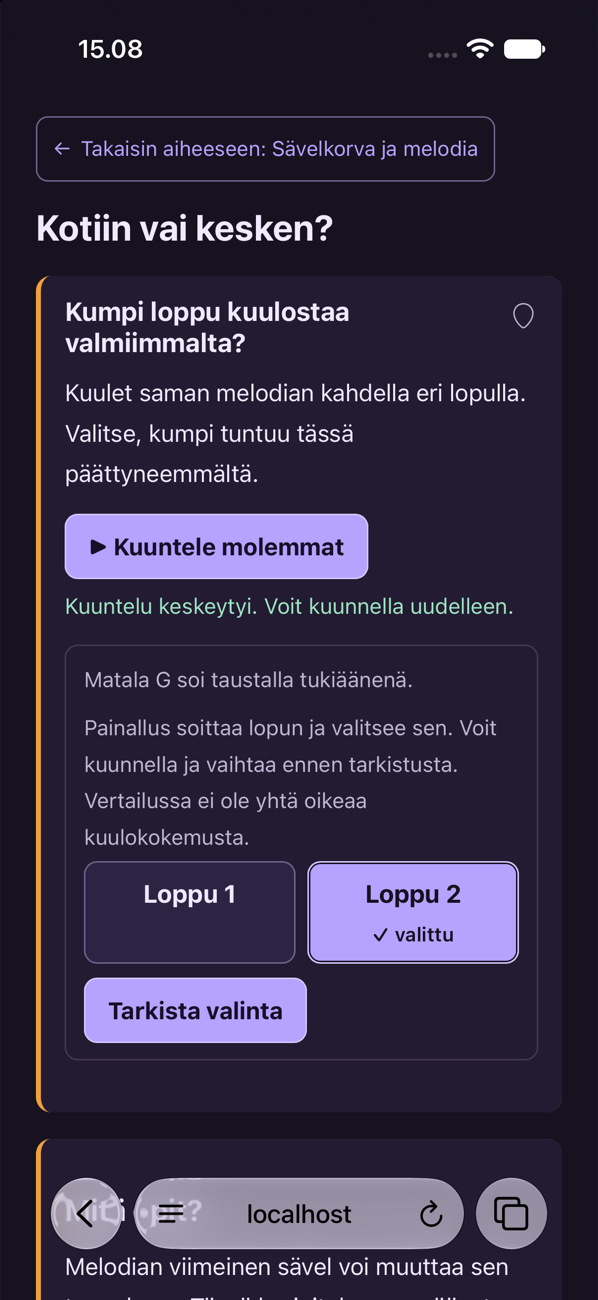 15.08
← Takaisin aiheeseen: Sävelkorva ja melodia
Kotiin vai kesken?
Kumpi loppu kuulostaa
valmiimmalta?
Kuulet saman melodian kahdella eri lopulla.
Valitse, kumpi tuntuu tässä
päättyneemmältä.
▶ Kuuntele molemmat
Kuuntelu keskeytyi. Voit kuunnella uudelleen.
Matala G soi taustalla tukiäänenä.
Painallus soittaa lopun ja valitsee sen. Voit
kuunnella ja vaihtaa ennen tarkistusta.
Vertailussa ei ole yhtä oikeaa
kuulokokemusta.
Loppu 1
Loppu 2
✓ valittu
Tarkista valinta
localhost
Melodian viimeinen sävel voi muuttaa sen